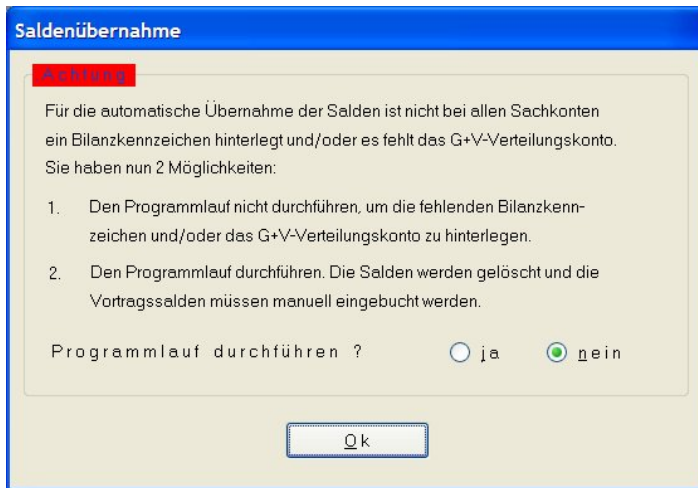 Saldenübernahme
Achtung
Für die automatische Übernahme der Salden ist nicht bei allen Sachkonten
ein Bilanzkennzeichen hinterlegt und/oder es fehlt das G+V-Verteilungskonto.
Sie haben nun 2 Möglichkeiten:
1. Den Programmlauf nicht durchführen, um die fehlenden Bilanzkenn-
zeichen und/oder das G+V-Verteilungskonto zu hinterlegen.
2. Den Programmlauf durchführen. Die Salden werden gelöscht und die
Vortragssalden müssen manuell eingebucht werden.
Programmlauf durchführen ? ja nein
Ok